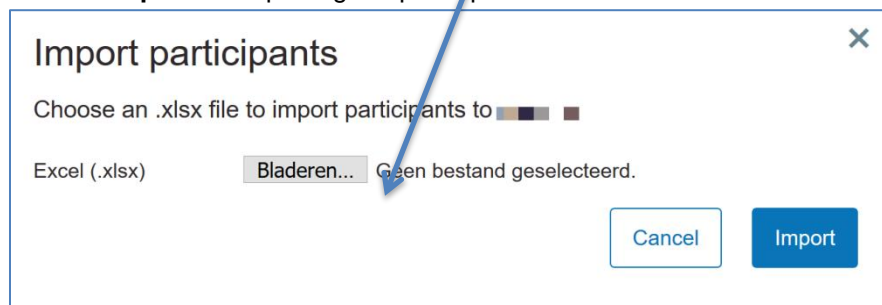 Import participants
Choose an .xlsx file to import participants to
Excel (.xlsx) Bladeren... Geen bestand geselecteerd.
Cancel Import